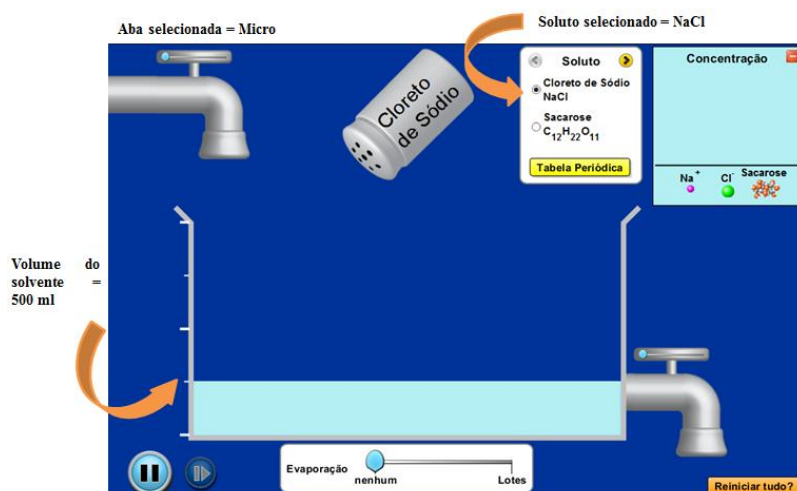 Aba selecionada = Micro
Soluto selecionado = NaCl
Soluto
Cloreto de Sódio
NaCl
Sacarose
C₁₂H₂₂O₁₁
Tabela Periódica
Concentração
Na⁺
Cl⁻
Sacarose
Cloreto
de Sódio
Volume do
solvente =
500 ml
Evaporação
nenhum
Lotes
Reiniciar tudo?